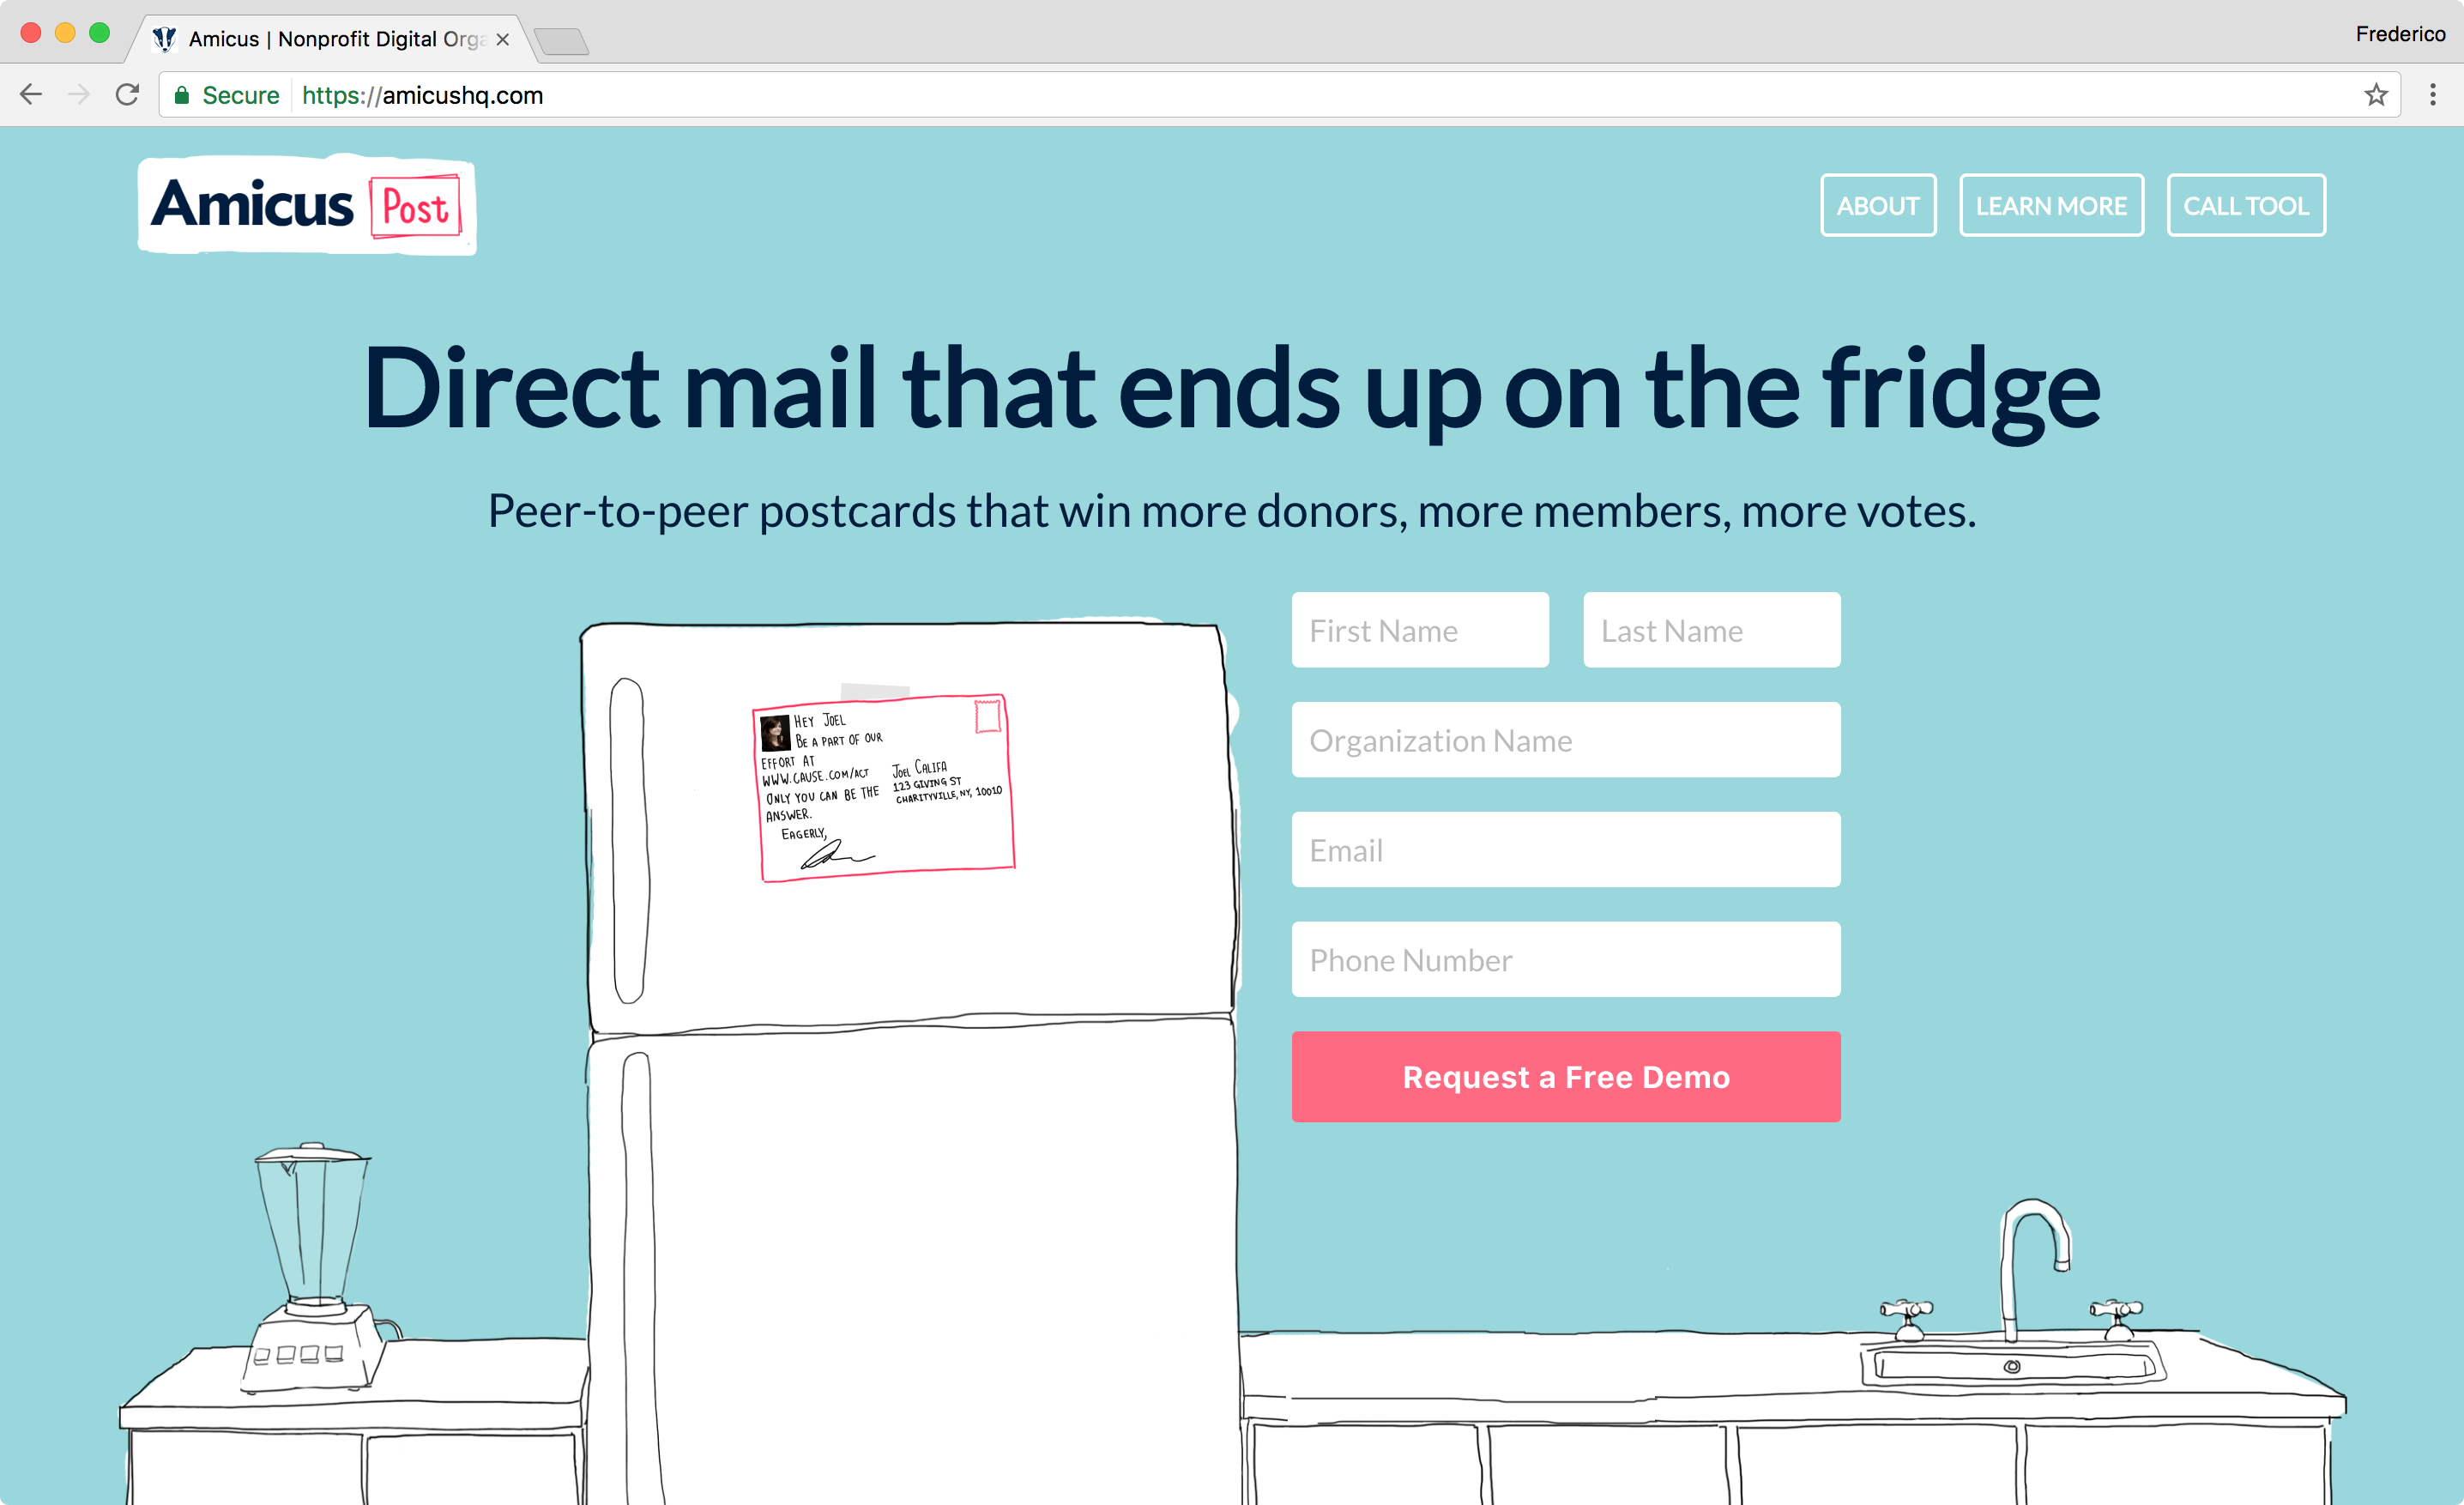 Amicus | Nonprofit Digital Orga
Frederico
Secure https://amicushq.com
Amicus Post
ABOUT
LEARN MORE
CALL TOOL
Direct mail that ends up on the fridge
Peer-to-peer postcards that win more donors, more members, more votes.
First Name
Last Name
Organization Name
Email
Phone Number
Request a Free Demo
HEY JOEL
BE A PART OF OUR
EFFORT AT
WWW.CAUSE.COM/ACT
ONLY YOU CAN BE THE
ANSWER.
EAGERLY,
JOEL CALIFA
123 GIVING ST
CHARITYVILLE, NY, 10010